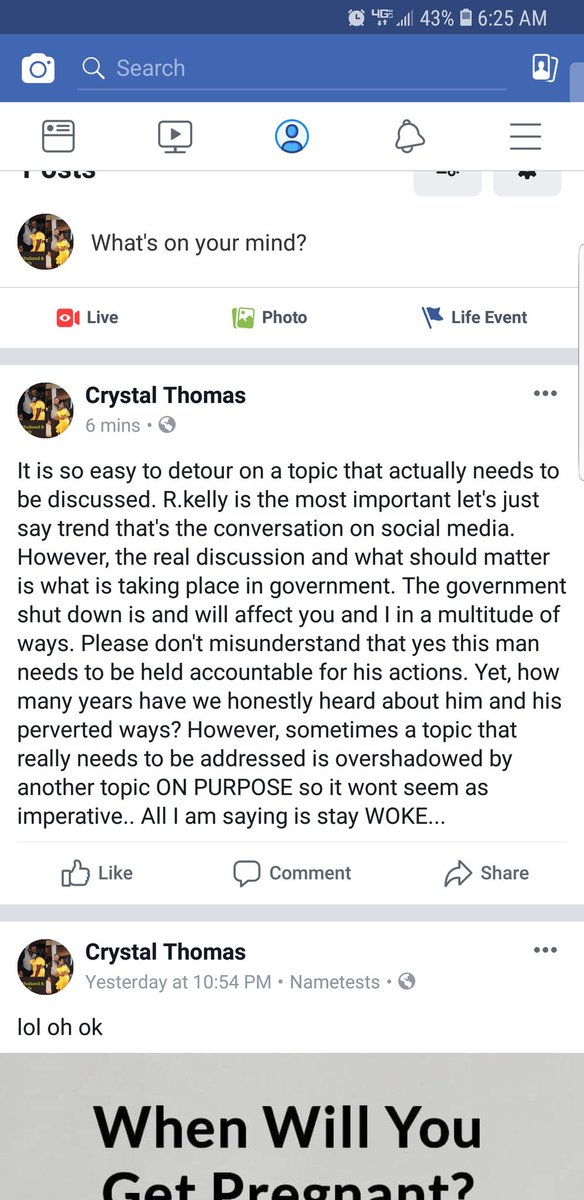 43% 6:25 AM
Search
Posts
What's on your mind?
Live Photo Life Event
Crystal Thomas
6 mins •
It is so easy to detour on a topic that actually needs to
be discussed. R.kelly is the most important let's just
say trend that's the conversation on social media.
However, the real discussion and what should matter
is what is taking place in government. The government
shut down is and will affect you and I in a multitude of
ways. Please don't misunderstand that yes this man
needs to be held accountable for his actions. Yet, how
many years have we honestly heard about him and his
perverted ways? However, sometimes a topic that
really needs to be addressed is overshadowed by
another topic ON PURPOSE so it wont seem as
imperative.. All I am saying is stay WOKE...
Like Comment Share
Crystal Thomas
Yesterday at 10:54 PM • Nametests •
lol oh ok
When Will You
Get Pregnant?